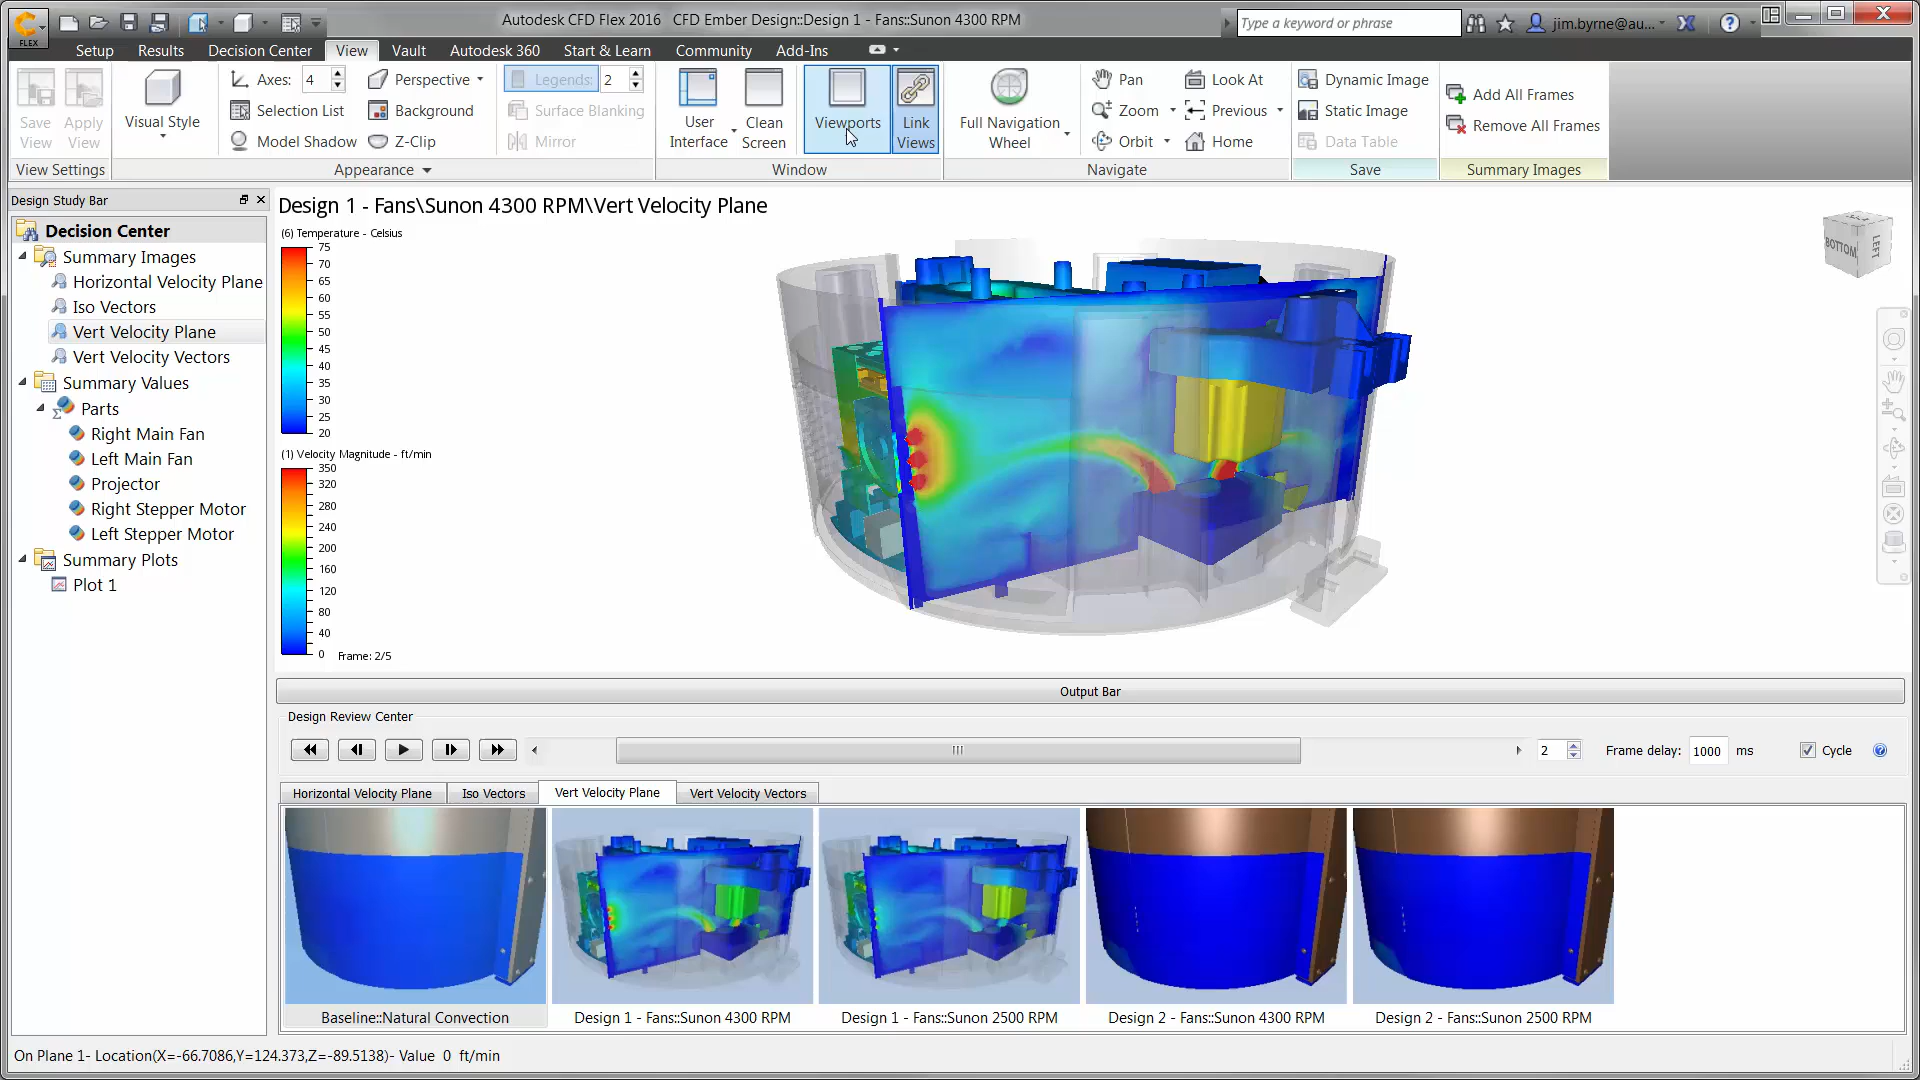 Autodesk CFD Flex 2016 CFD Ember Design::Design 1 - Fans::Sunon 4300 RPM
Type a keyword or phrase
jim.byrne@au...
FLEX
Setup Results Decision Center View Vault Autodesk 360 Start & Learn Community Add-Ins
Save View
Apply View
Visual Style
Axes: 4
Selection List
Model Shadow
Perspective
Background
Z-Clip
Legends: 2
Surface Blanking
Mirror
User Interface
Clean Screen
Viewports
Link Views
Full Navigation Wheel
Pan
Zoom
Orbit
Look At
Previous
Home
Dynamic Image
Static Image
Data Table
Add All Frames
Remove All Frames
View Settings Appearance Window Navigate Save Summary Images
Design Study Bar
Decision Center
Summary Images
Horizontal Velocity Plane
Iso Vectors
Vert Velocity Plane
Vert Velocity Vectors
Summary Values
Parts
Right Main Fan
Left Main Fan
Projector
Right Stepper Motor
Left Stepper Motor
Summary Plots
Plot 1
Design 1 - Fans\Sunon 4300 RPM\Vert Velocity Plane
(6) Temperature - Celsius
75
70
65
60
55
50
45
40
35
30
25
20
(1) Velocity Magnitude - ft/min
350
320
280
240
200
160
120
80
40
0
Frame: 2/5
BOTTOM
LEFT
Output Bar
Design Review Center
2
Frame delay: 1000 ms
Cycle
Horizontal Velocity Plane Iso Vectors Vert Velocity Plane Vert Velocity Vectors
Baseline::Natural Convection
Design 1 - Fans::Sunon 4300 RPM
Design 1 - Fans::Sunon 2500 RPM
Design 2 - Fans::Sunon 4300 RPM
Design 2 - Fans::Sunon 2500 RPM
On Plane 1- Location(X=-66.7086,Y=124.373,Z=-89.5138)- Value 0 ft/min